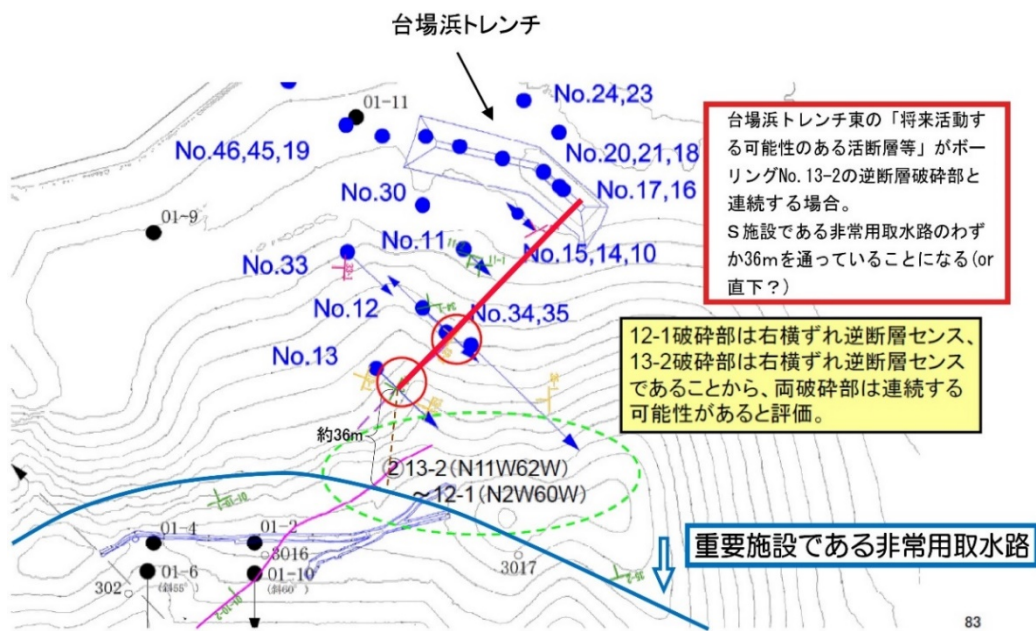 台場浜トレンチ
No.24,23
01-11
No.46,45,19
No.20,21,18
No.17,16
No.30
01-9
No.11
No.15,14,10
No.33
No.12
No.34,35
No.13
約36m
②13-2(N11W62W)
～12-1(N2W60W)
01-4
01-2
3016
302
01-6
(斜55°)
01-10
(斜60°)
3017
台場浜トレンチ東の「将来活動す
る可能性のある活断層等」がボー
リングNo.13-2の逆断層破砕部と
連続する場合。
S施設である非常用取水路のわず
か36mを通っていることになる(or
直下？)
12-1破砕部は右横ずれ逆断層センス、
13-2破砕部は右横ずれ逆断層センス
であることから、両破砕部は連続する
可能性があると評価。
重要施設である非常用取水路
83